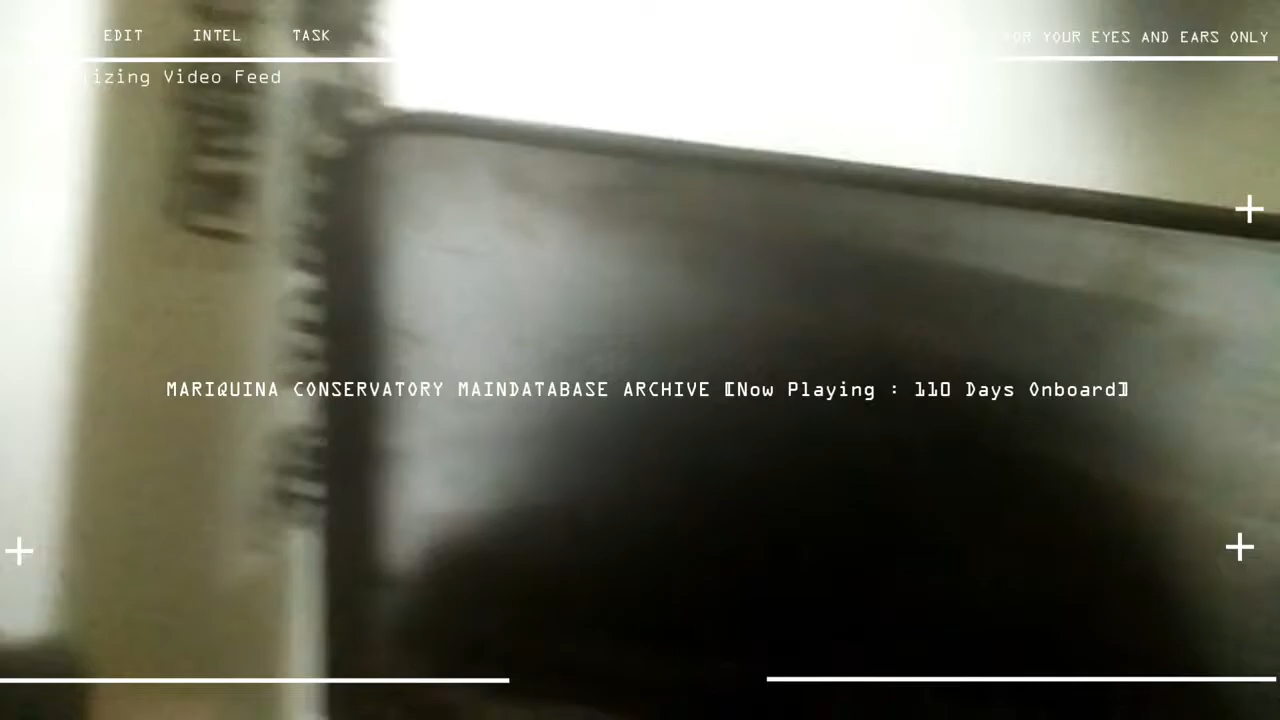 EDIT INTEL TASK
FOR YOUR EYES AND EARS ONLY
Video Feed
MARIQUINA CONSERVATORY MAINDATABASE ARCHIVE [Now Playing : 110 Days Onboard]